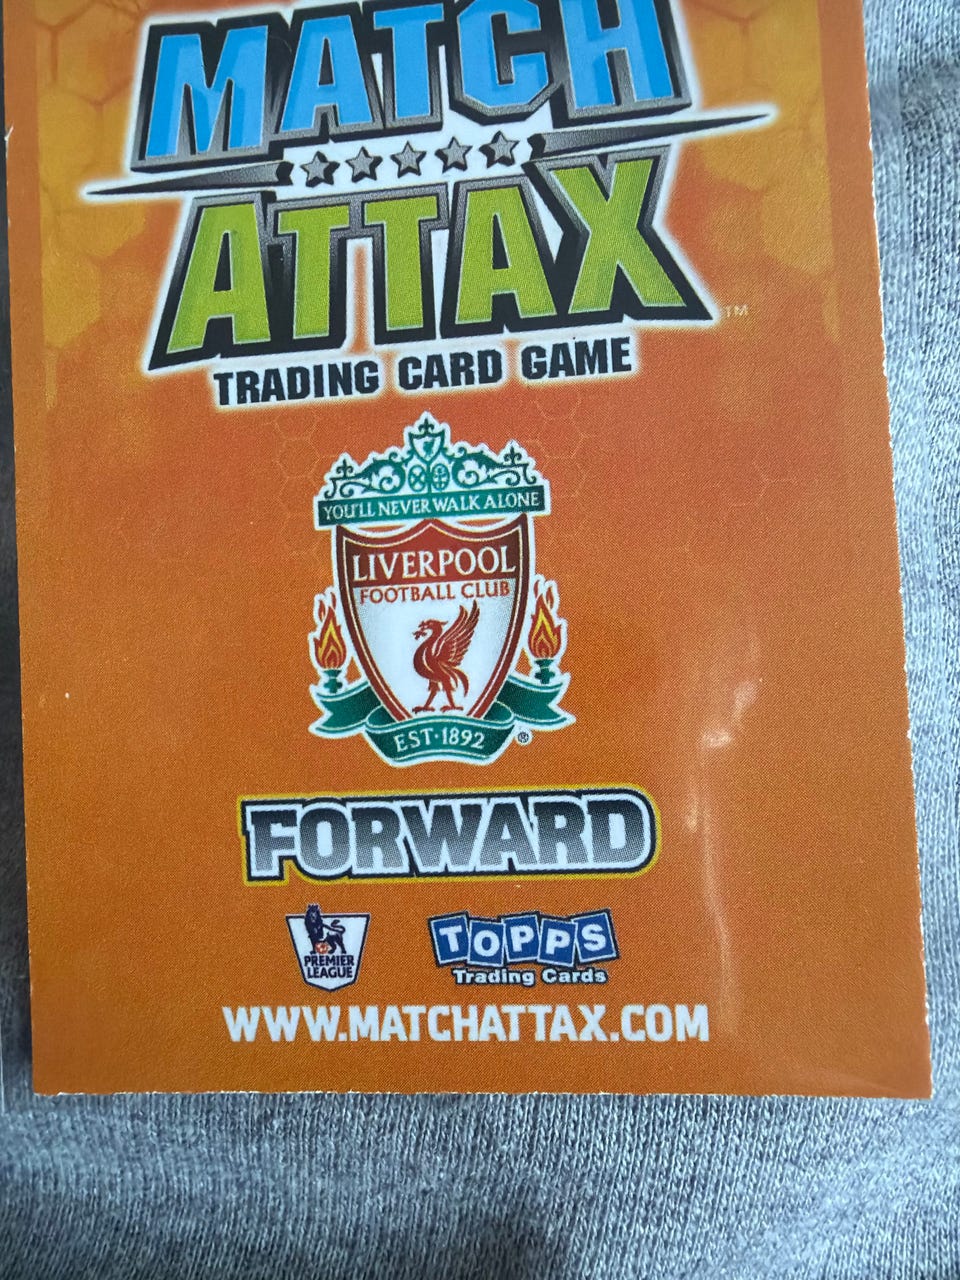 MATCH
ATTAX
TM
TRADING CARD GAME
YOU'LL NEVER WALK ALONE
LIVERPOOL
FOOTBALL CLUB
EST·1892
®
FORWARD
PREMIER
LEAGUE
TOPPS
Trading Cards
WWW.MATCHATTAX.COM